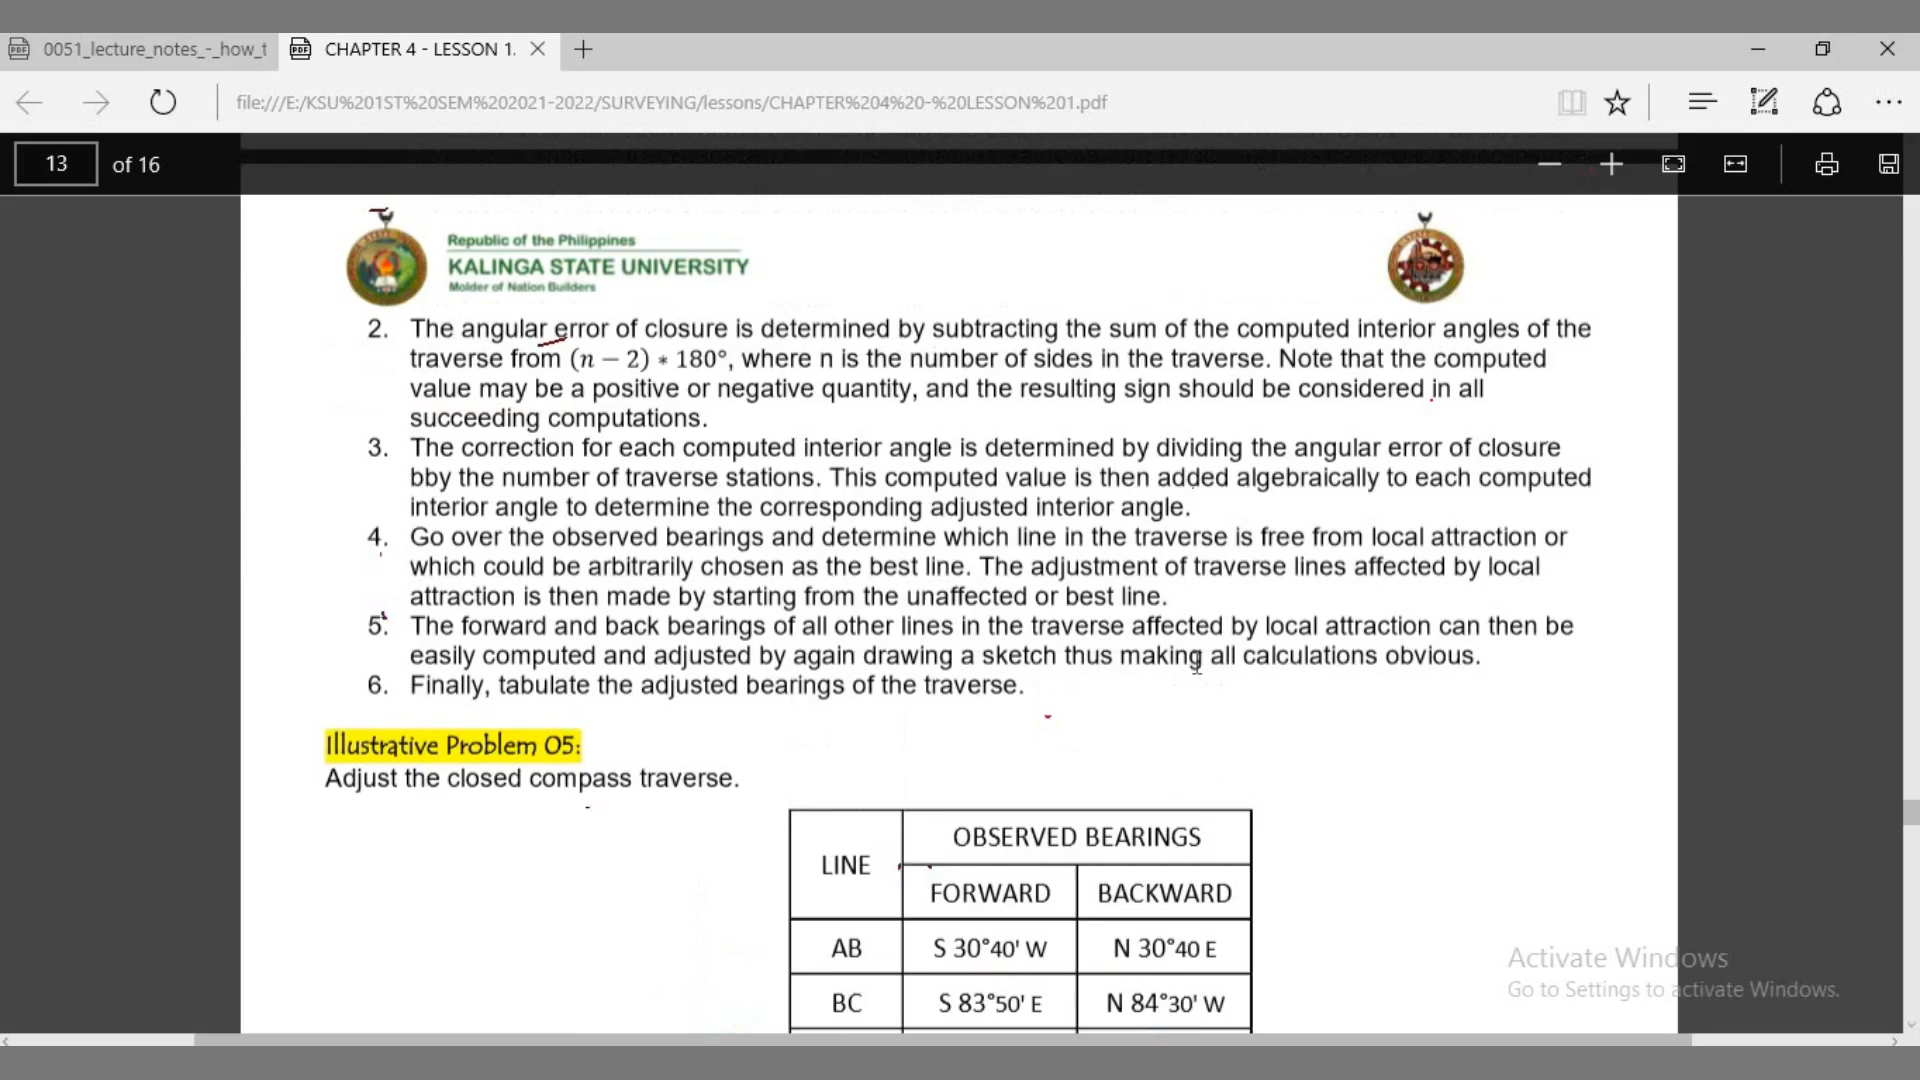 0051_lecture_notes_-_how_t
CHAPTER 4 - LESSON 1.
file:///E:/KSU%201ST%20SEM%202021-2022/SURVEYING/lessons/CHAPTER%204%20-%20LESSON%201.pdf
13 of 16
Republic of the Philippines
KALINGA STATE UNIVERSITY
Molder of Nation Builders
2. The angular error of closure is determined by subtracting the sum of the computed interior angles of the
traverse from (n − 2) * 180°, where n is the number of sides in the traverse. Note that the computed
value may be a positive or negative quantity, and the resulting sign should be considered in all
succeeding computations.
3. The correction for each computed interior angle is determined by dividing the angular error of closure
bby the number of traverse stations. This computed value is then added algebraically to each computed
interior angle to determine the corresponding adjusted interior angle.
4. Go over the observed bearings and determine which line in the traverse is free from local attraction or
which could be arbitrarily chosen as the best line. The adjustment of traverse lines affected by local
attraction is then made by starting from the unaffected or best line.
5. The forward and back bearings of all other lines in the traverse affected by local attraction can then be
easily computed and adjusted by again drawing a sketch thus making all calculations obvious.
6. Finally, tabulate the adjusted bearings of the traverse.
Illustrative Problem 05:
Adjust the closed compass traverse.
LINE
OBSERVED BEARINGS
FORWARD BACKWARD
AB S 30°40' W N 30°40 E
BC S 83°50' E N 84°30' W
Activate Windows
Go to Settings to activate Windows.